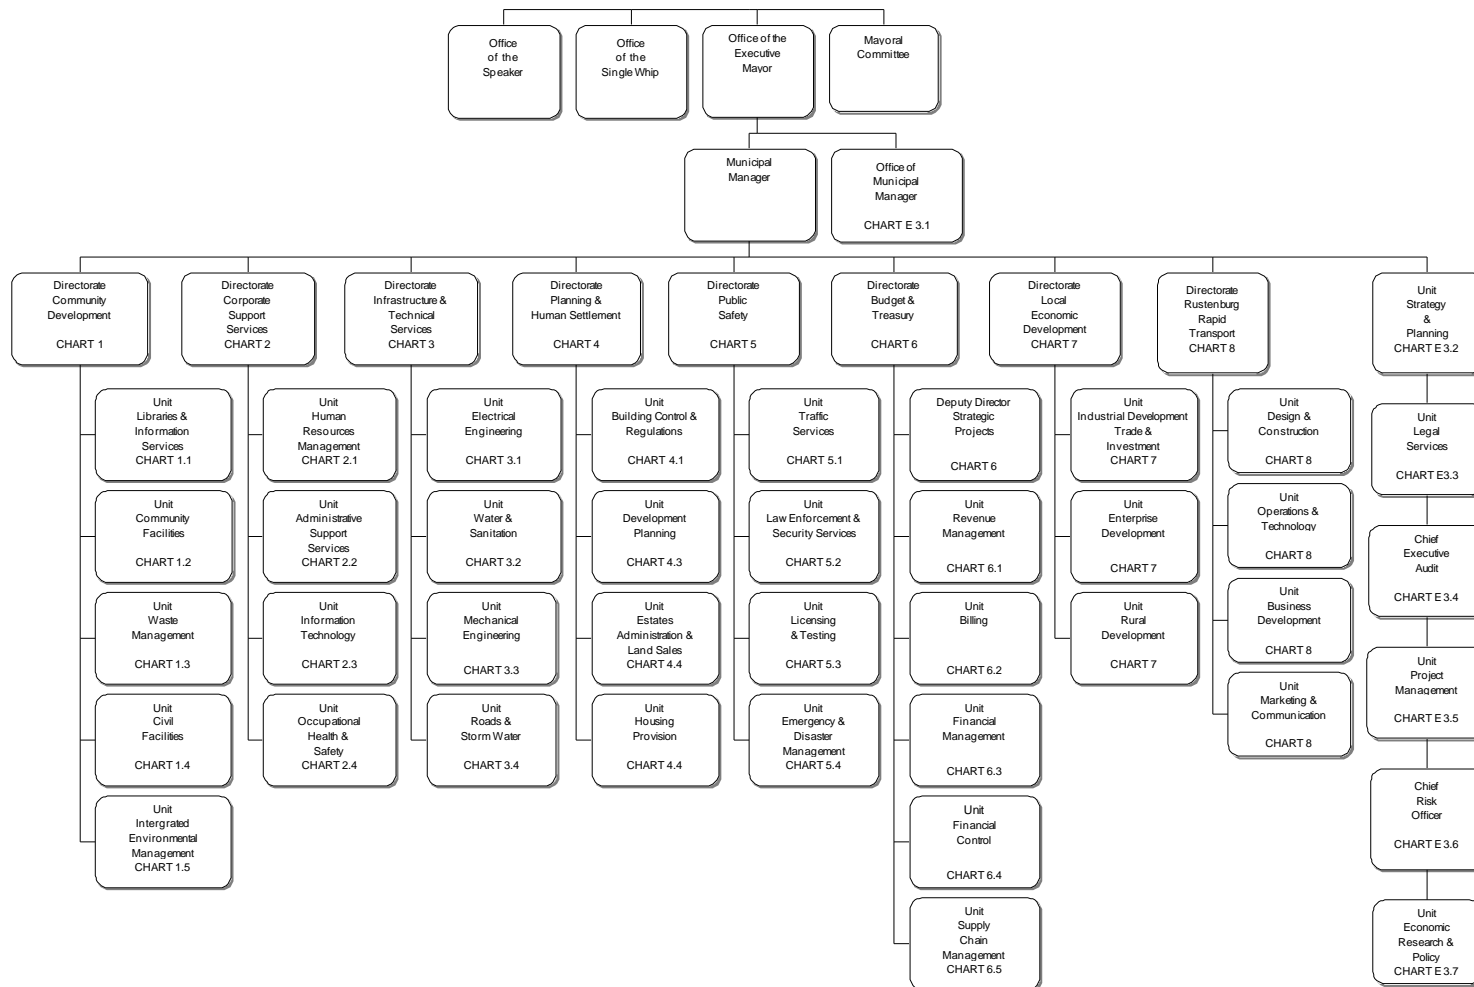 Office
of the
Speaker
Office
of the
Single Whip
Office of the
Executive
Mayor
Mayoral
Committee
Municipal
Manager
Office of
Municipal
Manager
CHART E 3.1
Directorate
Community
Development
CHART 1
Directorate
Corporate
Support
Services
CHART 2
Directorate
Infrastructure &
Technical
Services
CHART 3
Directorate
Planning &
Human Settlement
CHART 4
Directorate
Public
Safety
CHART 5
Directorate
Budget &
Treasury
CHART 6
Directorate
Local
Economic
Development
CHART 7
Directorate
Rustenburg
Rapid
Transport
CHART 8
Unit
Strategy
&
Planning
CHART E 3.2
Unit
Libraries &
Information
Services
CHART 1.1
Unit
Human
Resources
Management
CHART 2.1
Unit
Electrical
Engineering
CHART 3.1
Unit
Building Control &
Regulations
CHART 4.1
Unit
Traffic
Services
CHART 5.1
Deputy Director
Strategic
Projects
CHART 6
Unit
Industrial Development
Trade &
Investment
CHART 7
Unit
Design &
Construction
CHART 8
Unit
Legal
Services
CHART E3.3
Unit
Community
Facilities
CHART 1.2
Unit
Administrative
Support
Services
CHART 2.2
Unit
Water &
Sanitation
CHART 3.2
Unit
Development
Planning
CHART 4.3
Unit
Law Enforcement &
Security Services
CHART 5.2
Unit
Revenue
Management
CHART 6.1
Unit
Enterprise
Development
CHART 7
Unit
Operations &
Technology
CHART 8
Chief
Executive
Audit
CHART E 3.4
Unit
Waste
Management
CHART 1.3
Unit
Information
Technology
CHART 2.3
Unit
Mechanical
Engineering
CHART 3.3
Unit
Estates
Administration &
Land Sales
CHART 4.4
Unit
Licensing
& Testing
CHART 5.3
Unit
Billing
CHART 6.2
Unit
Rural
Development
CHART 7
Unit
Business
Development
CHART 8
Unit
Project
Management
CHART E 3.5
Unit
Civil
Facilities
CHART 1.4
Unit
Occupational
Health &
Safety
CHART 2.4
Unit
Roads &
Storm Water
CHART 3.4
Unit
Housing
Provision
CHART 4.4
Unit
Emergency &
Disaster
Management
CHART 5.4
Unit
Financial
Management
CHART 6.3
Unit
Marketing &
Communication
CHART 8
Chief
Risk
Officer
CHART E 3.6
Unit
Intergrated
Environmental
Management
CHART 1.5
Unit
Financial
Control
CHART 6.4
Unit
Supply
Chain
Management
CHART 6.5
Unit
Economic
Research &
Policy
CHART E 3.7